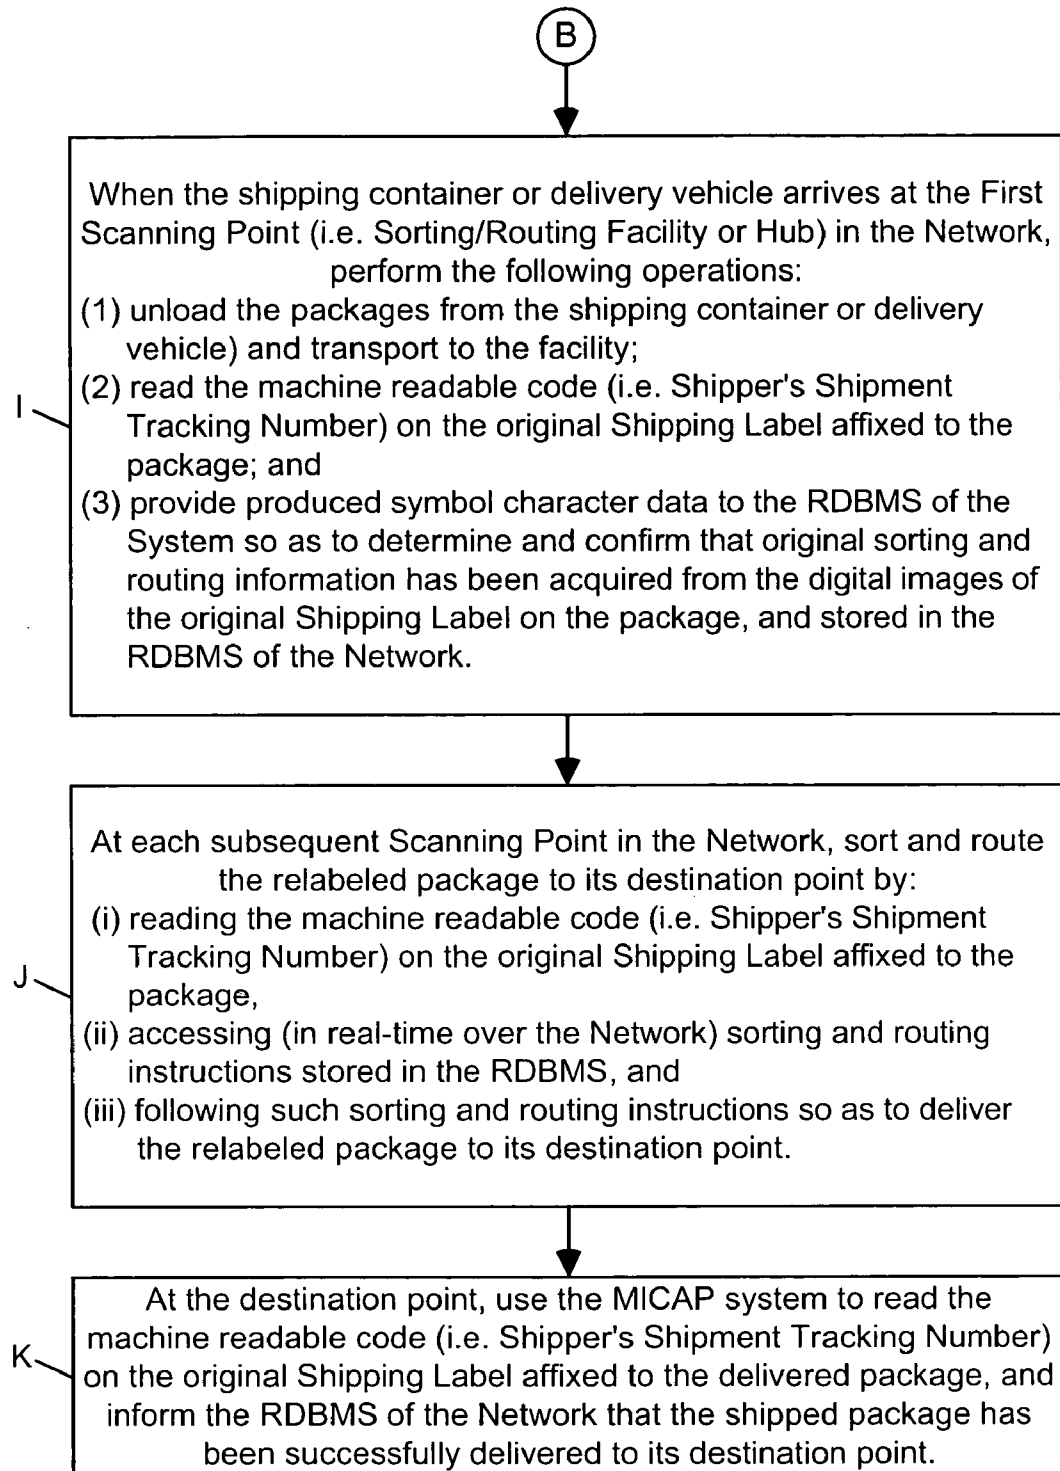 B
When the shipping container or delivery vehicle arrives at the First
Scanning Point (i.e. Sorting/Routing Facility or Hub) in the Network,
perform the following operations:
(1) unload the packages from the shipping container or delivery
vehicle) and transport to the facility;
(2) read the machine readable code (i.e. Shipper's Shipment
Tracking Number) on the original Shipping Label affixed to the
package; and
(3) provide produced symbol character data to the RDBMS of the
System so as to determine and confirm that original sorting and
routing information has been acquired from the digital images of
the original Shipping Label on the package, and stored in the
RDBMS of the Network.
I
At each subsequent Scanning Point in the Network, sort and route
the relabeled package to its destination point by:
(i) reading the machine readable code (i.e. Shipper's Shipment
Tracking Number) on the original Shipping Label affixed to the
package,
(ii) accessing (in real-time over the Network) sorting and routing
instructions stored in the RDBMS, and
(iii) following such sorting and routing instructions so as to deliver
the relabeled package to its destination point.
J
At the destination point, use the MICAP system to read the
machine readable code (i.e. Shipper's Shipment Tracking Number)
on the original Shipping Label affixed to the delivered package, and
inform the RDBMS of the Network that the shipped package has
been successfully delivered to its destination point.
K